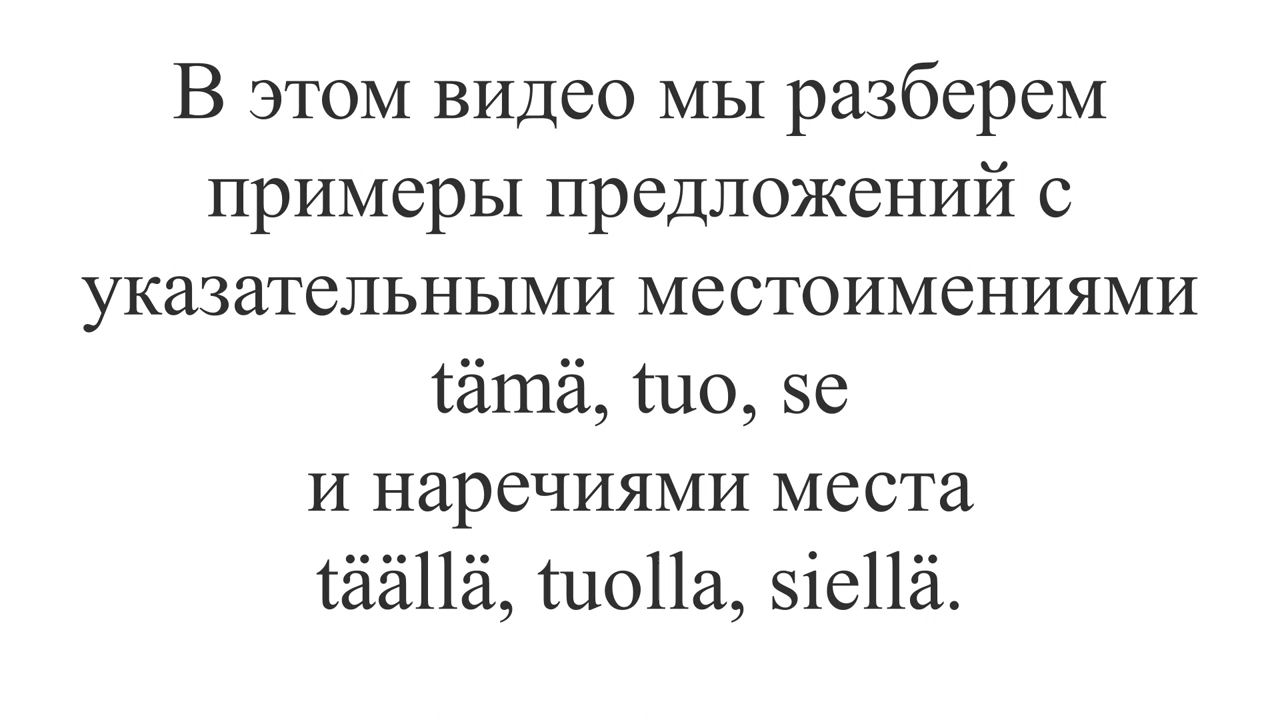 В этом видео мы разберем
примеры предложений с
указательными местоимениями
tämä, tuo, se
и наречиями места
täällä, tuolla, siellä.